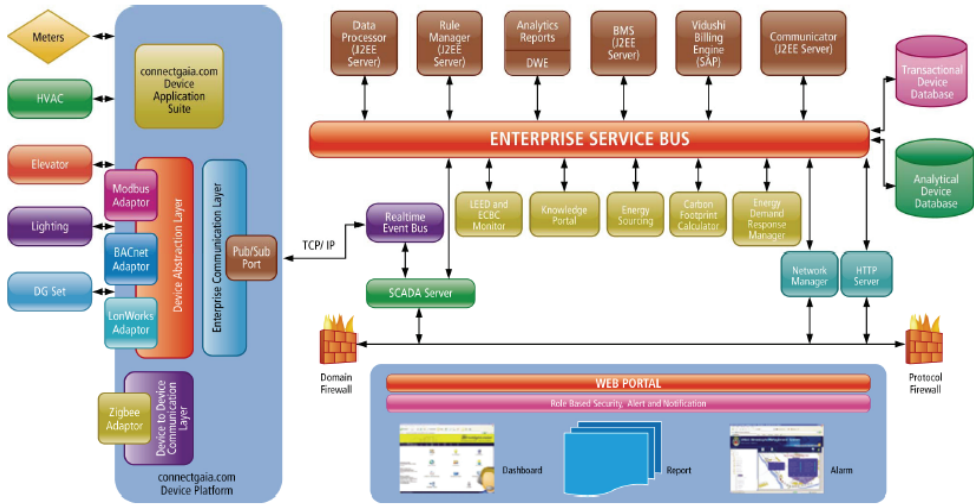 Meters
HVAC
Elevator
Lighting
DG Set
connectgaia.com
Device
Application
Suite
Modbus
Adaptor
BACnet
Adaptor
LonWorks
Adaptor
Device Abstraction Layer
Enterprise Communication Layer
Pub/Sub
Port
Zigbee
Adaptor
Device to Device
Communication
Layer
connectgaia.com
Device Platform
TCP/ IP
Data
Processor
(J2EE
Server)
Rule
Manager
(J2EE
Server)
Analytics
Reports
DWE
BMS
(J2EE
Server)
Vidushi
Billing
Engine
(SAP)
Communicator
(J2EE Server)
Transactional
Device
Database
ENTERPRISE SERVICE BUS
Analytical
Device
Database
Realtime
Event Bus
LEED and
ECBC
Monitor
Knowledge
Portal
Energy
Sourcing
Carbon
Footprint
Calculator
Energy
Demand
Response
Manager
SCADA Server
Network
Manager
HTTP
Server
Domain
Firewall
Protocol
Firewall
WEB PORTAL
Role Based Security, Alert and Notification
Dashboard
Report
Alarm